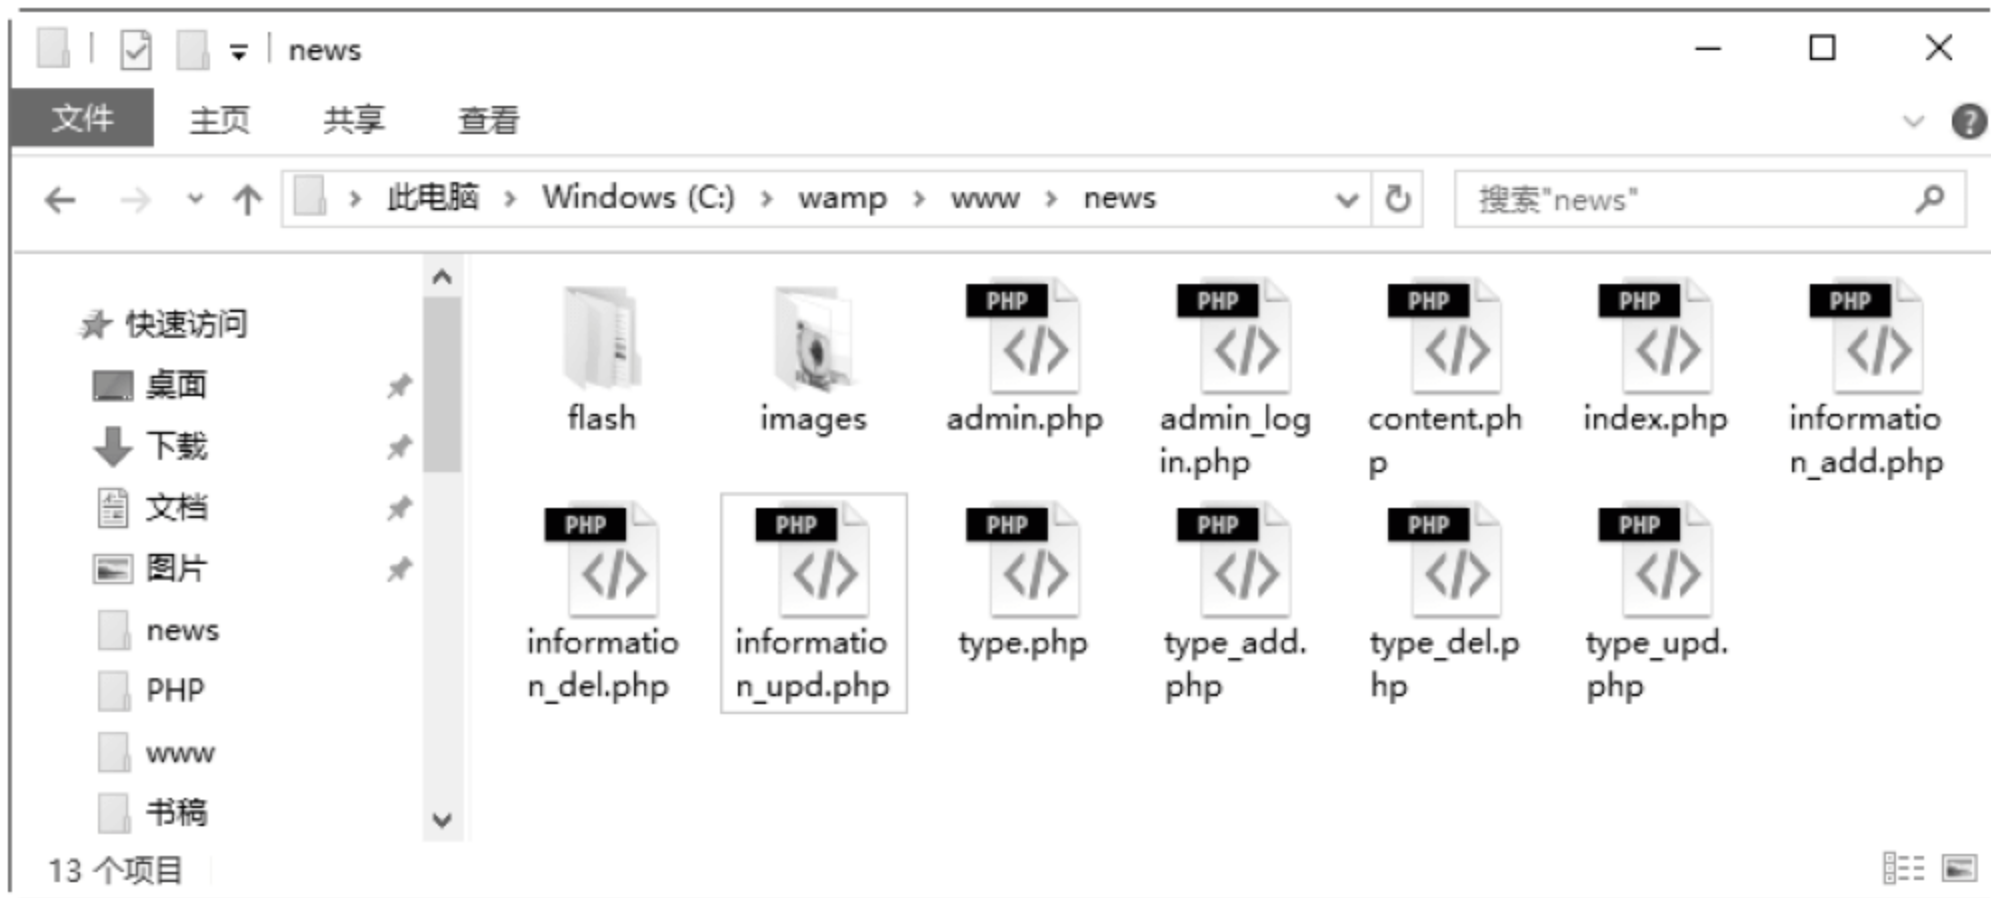 news
文件 主页 共享 查看
此电脑 › Windows (C:) › wamp › www › news
搜索"news"
快速访问
桌面
下载
文档
图片
news
PHP
www
书稿
flash
images
PHP
admin.php
PHP
admin_log
in.php
PHP
content.ph
p
PHP
index.php
PHP
informatio
n_add.php
PHP
informatio
n_del.php
PHP
informatio
n_upd.php
PHP
type.php
PHP
type_add.
php
PHP
type_del.p
hp
PHP
type_upd.
php
13 个项目